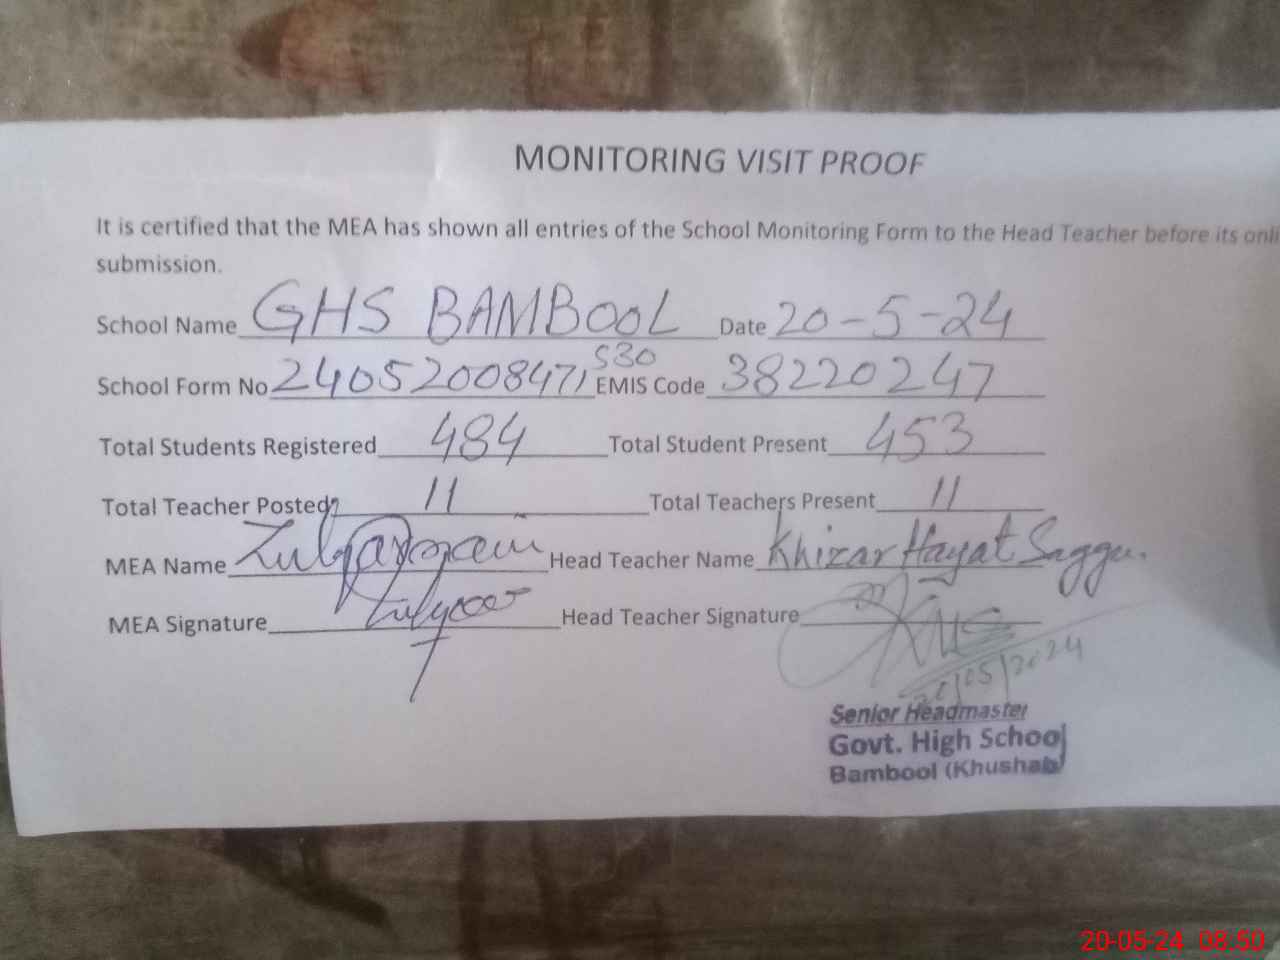 MONITORING VISIT PROOF
It is certified that the MEA has shown all entries of the School Monitoring Form to the Head Teacher before its onli
submission.
School Name GHS BAMBOOL Date 20-5-24
School Form No 24052008471530 EMIS Code 38220247
Total Students Registered 484 Total Student Present 453
Total Teacher Posted 11 Total Teachers Present 11
MEA Name Head Teacher Name Khizar Hayat Saggu.
MEA Signature Head Teacher Signature
/05/2024
Senior Headmaster
Govt. High School
Bambool (Khushab)
20-05-24 08:50